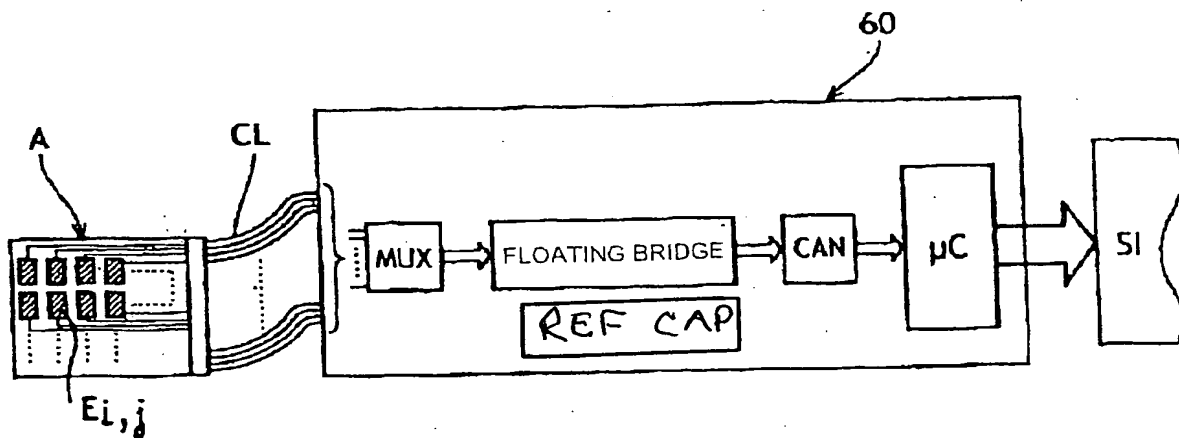 60
A
CL
MUX
FLOATING BRIDGE
CAN
µC
SI
REF CAP
Ei,j